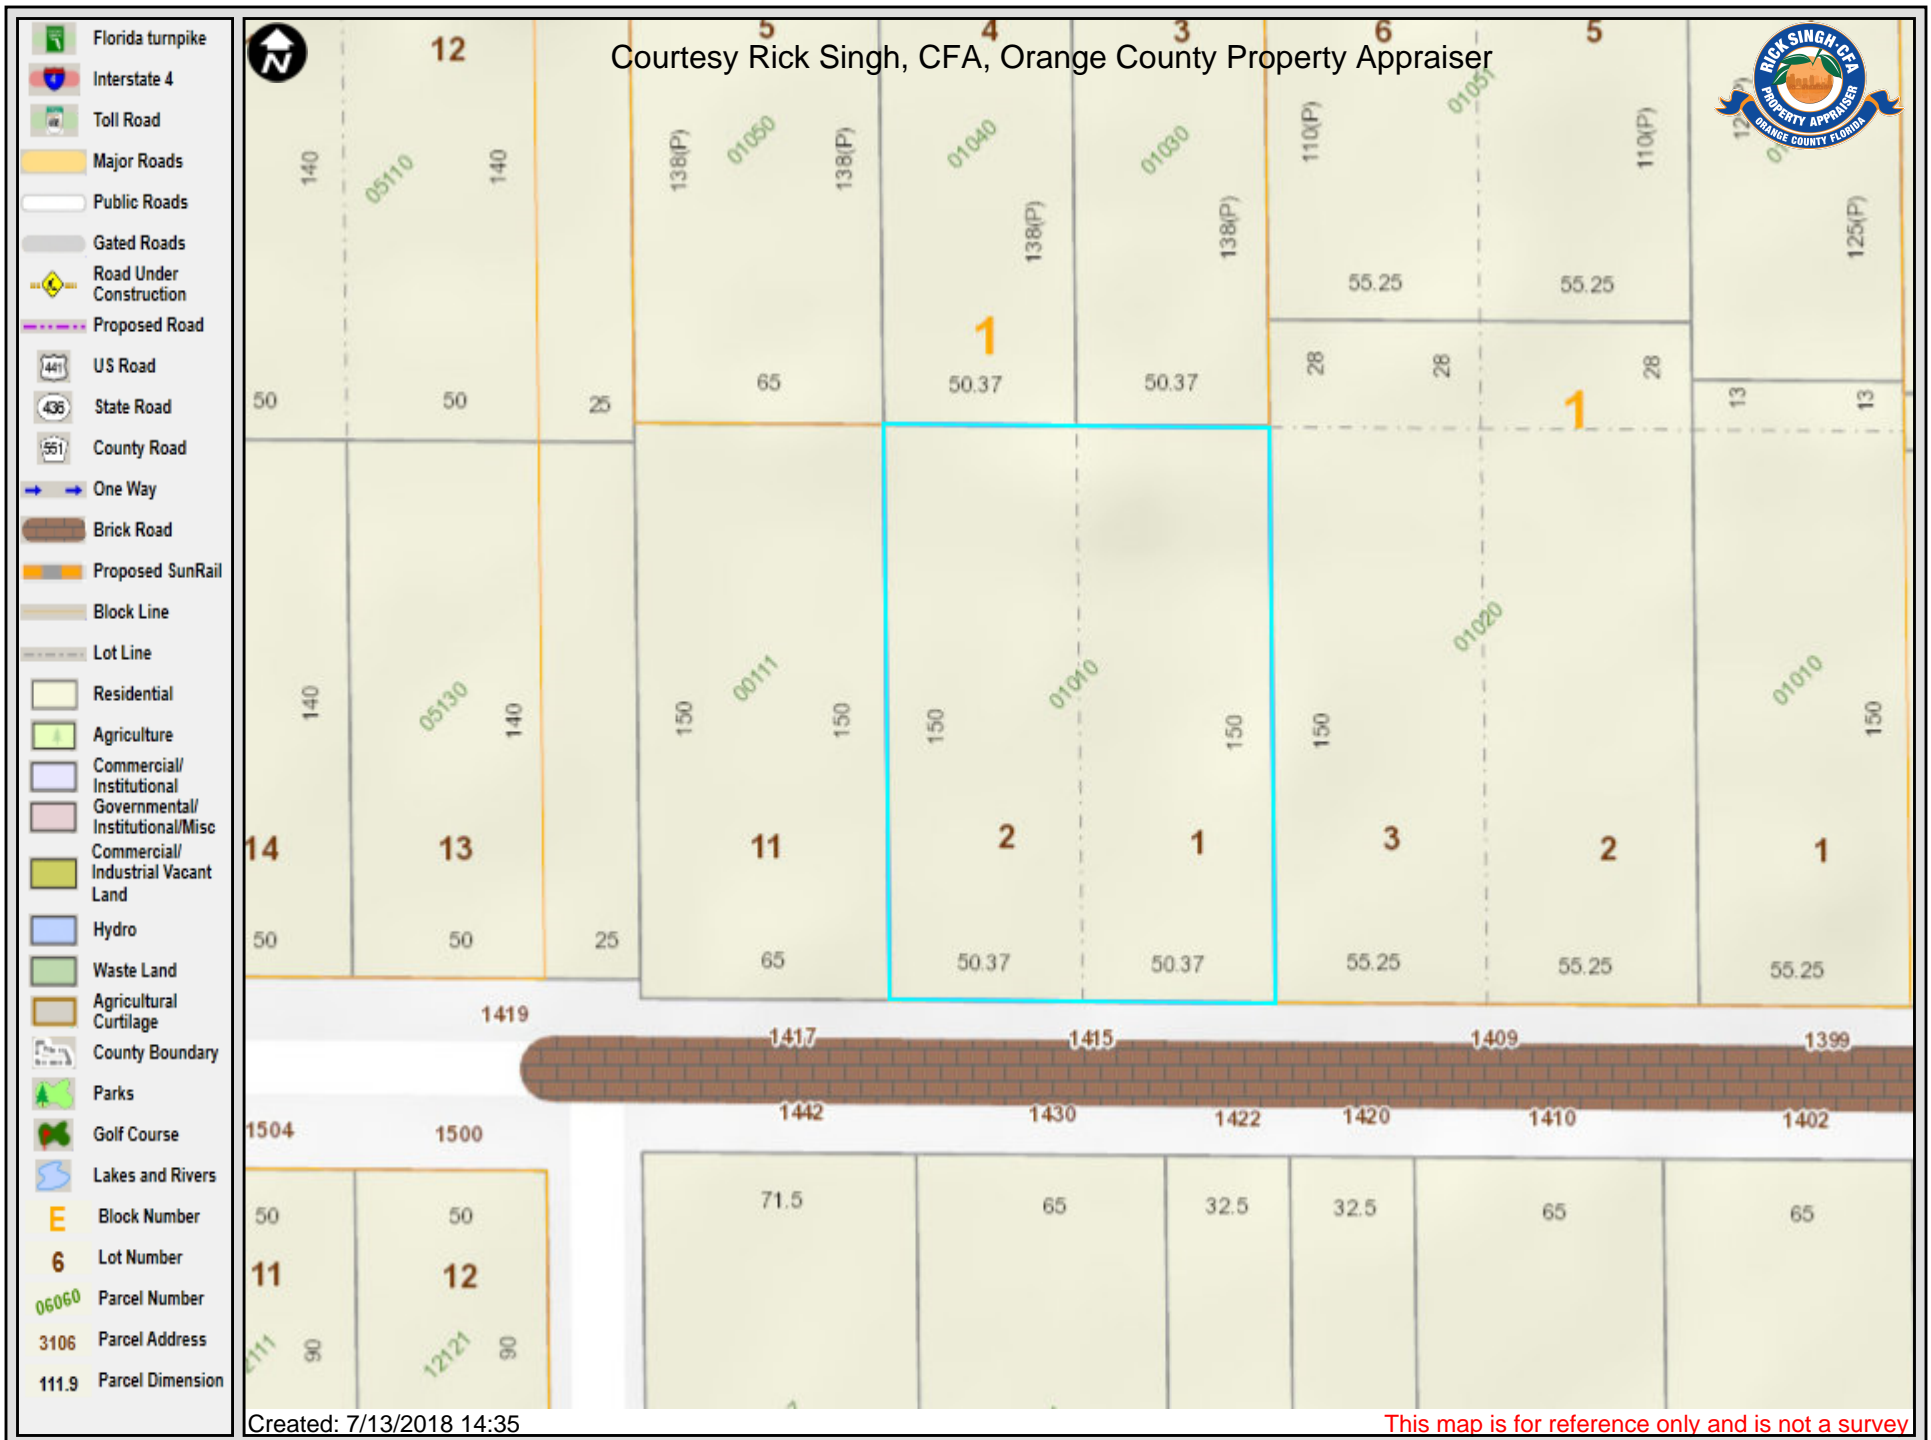 Florida turnpike
Interstate 4
Toll Road
Major Roads
Public Roads
Gated Roads
Road Under
Construction
Proposed Road
441
US Road
436
State Road
551
County Road
One Way
Brick Road
Proposed SunRail
Block Line
Lot Line
Residential
Agriculture
Commercial/
Institutional
Governmental/
Institutional/Misc
Commercial/
Industrial Vacant
Land
Hydro
Waste Land
Agricultural
Curtilage
County Boundary
Parks
Golf Course
Lakes and Rivers
E Block Number
6 Lot Number
06060 Parcel Number
3106 Parcel Address
111.9 Parcel Dimension
N
Courtesy Rick Singh, CFA, Orange County Property Appraiser
RICK SINGH, CFA
PROPERTY APPRAISER
ORANGE COUNTY FLORIDA
12 5 4 3 6 5
140 05110 140 138(P) 01050 138(P) 01040 01030 110(P) 01051 110(P)
138(P) 138(P) 125(P)
55.25 55.25
1
28 28 28
50 50 25 65 50.37 50.37 1 13 13
140 05130 140 150 00111 150 150 01010 150 150 01020 01010 150
14 13 11 2 1 3 2 1
50 50 25 65 50.37 50.37 55.25 55.25 55.25
1419 1417 1415 1409 1399
1504 1500 1442 1430 1422 1420 1410 1402
50 50 71.5 65 32.5 32.5 65 65
11 12
90 12121 90
Created: 7/13/2018 14:35
This map is for reference only and is not a survey